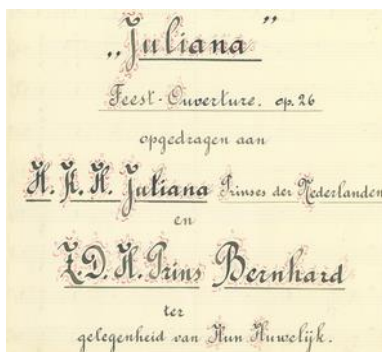 „Juliana”
Feest-Ouverture. op. 26
opgedragen aan
H. K. H. Juliana Prinses der Nederlanden
en
Z. D. H. Prins Bernhard
ter
gelegenheid van Hun Huwelijk.